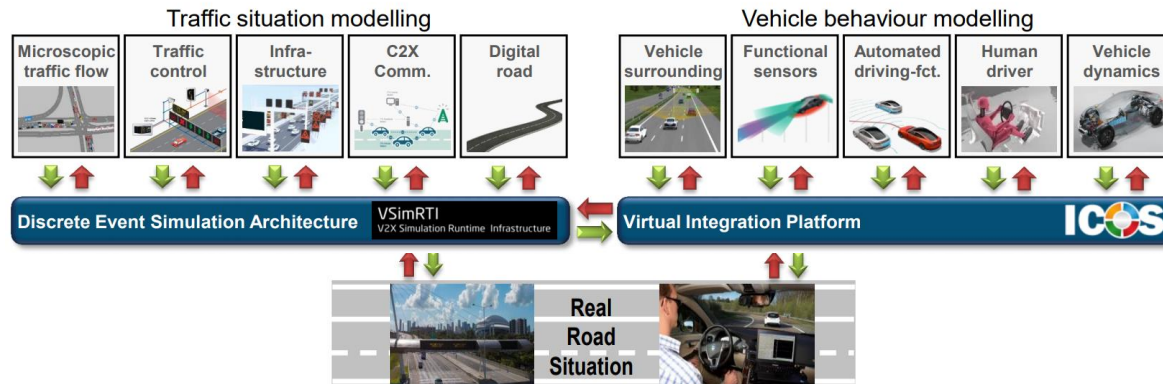 Traffic situation modelling
Vehicle behaviour modelling
Microscopic
traffic flow
Traffic
control
Infra-
structure
C2X
Comm.
Digital
road
Vehicle
surrounding
Functional
sensors
Automated
driving-fct.
Human
driver
Vehicle
dynamics
Discrete Event Simulation Architecture
VSimRTI
V2X Simulation Runtime Infrastructure
Virtual Integration Platform
ICOS
Real
Road
Situation